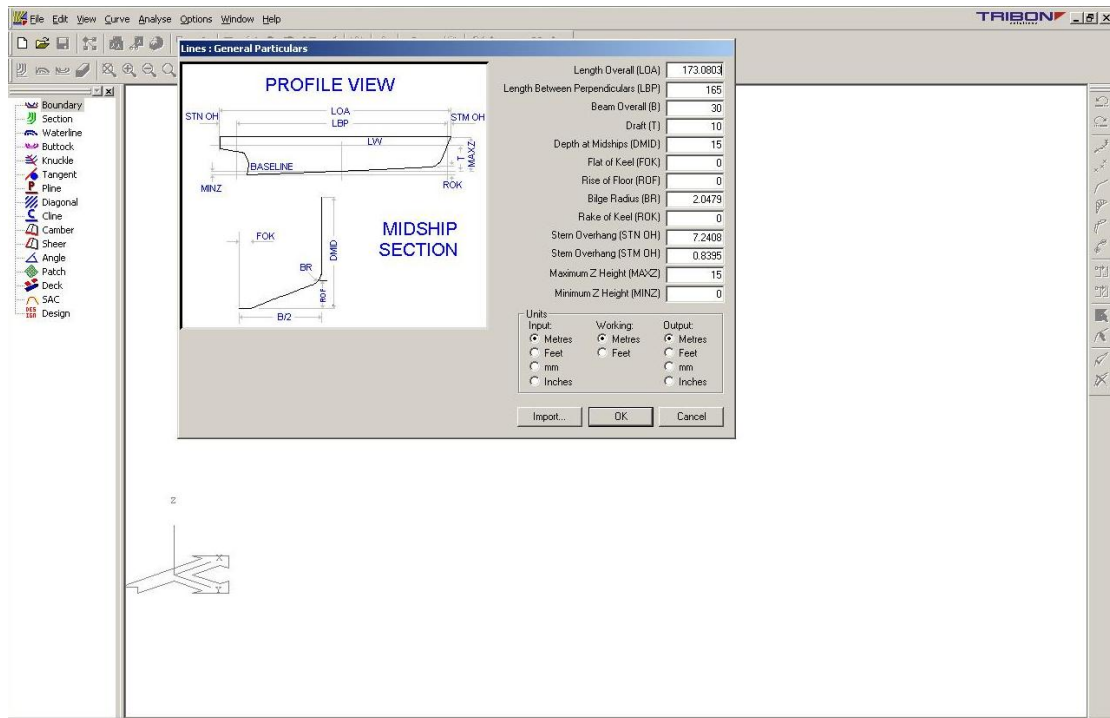 File Edit View Curve Analyse Options Window Help
TRIBON
solutions
Lines : General Particulars
PROFILE VIEW
STN OH
LOA
LBP
STM OH
LW
T
MAXZ
BASELINE
MINZ
ROK
MIDSHIP
SECTION
FOK
DMID
BR
ROF
B/2
Length Overall (LOA) 173.0803
Length Between Perpendiculars (LBP) 165
Beam Overall (B) 30
Draft (T) 10
Depth at Midships (DMID) 15
Flat of Keel (FOK) 0
Rise of Floor (ROF) 0
Bilge Radius (BR) 2.0479
Rake of Keel (ROK) 0
Stern Overhang (STN OH) 7.2408
Stem Overhang (STM OH) 0.8395
Maximum Z Height (MAXZ) 15
Minimum Z Height (MINZ) 0
Units
Input: Working: Output:
Metres Metres Metres
Feet Feet Feet
mm mm
Inches Inches
Import... OK Cancel
Boundary
Section
Waterline
Buttock
Knuckle
Tangent
P Pline
Diagonal
C Cline
Camber
Sheer
Angle
Patch
Deck
SAC
DES IGN Design
Z
X
Y